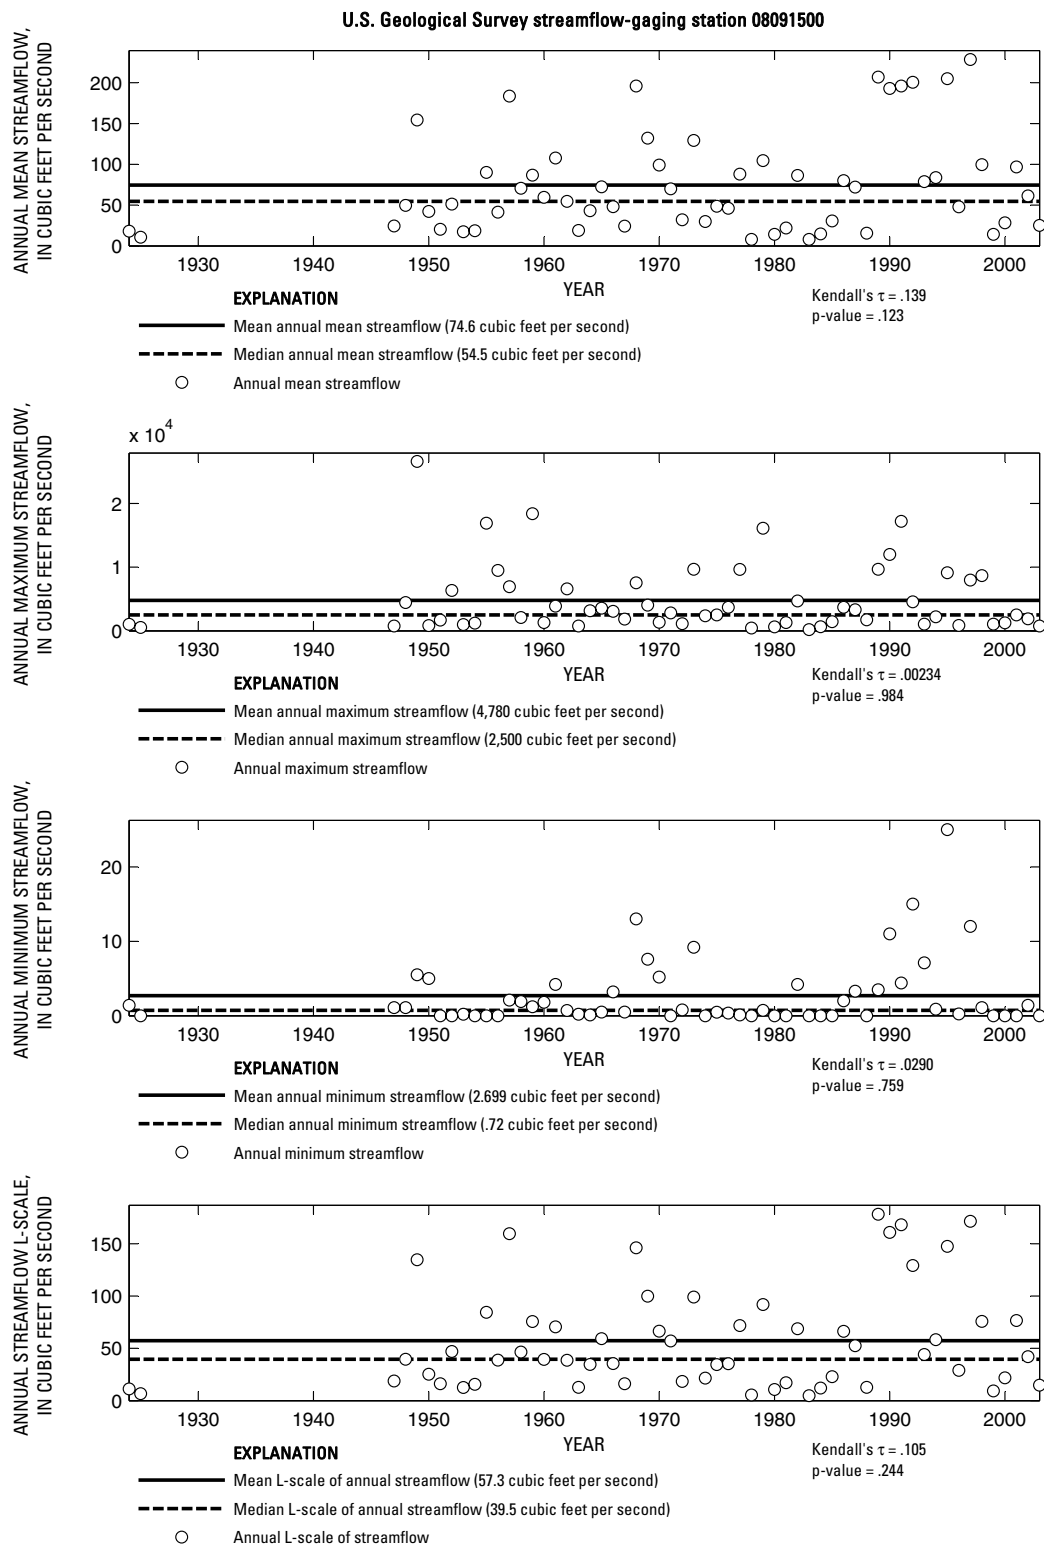 U.S. Geological Survey streamflow-gaging station 08091500
ANNUAL MEAN STREAMFLOW,
IN CUBIC FEET PER SECOND
200
150
100
50
0
1930 1940 1950 1960 1970 1980 1990 2000
YEAR
Kendall's τ = .139
p-value = .123
EXPLANATION
Mean annual mean streamflow (74.6 cubic feet per second)
Median annual mean streamflow (54.5 cubic feet per second)
Annual mean streamflow
ANNUAL MAXIMUM STREAMFLOW,
IN CUBIC FEET PER SECOND
x 10^4
2
1
0
1930 1940 1950 1960 1970 1980 1990 2000
YEAR
Kendall's τ = .00234
p-value = .984
EXPLANATION
Mean annual maximum streamflow (4,780 cubic feet per second)
Median annual maximum streamflow (2,500 cubic feet per second)
Annual maximum streamflow
ANNUAL MINIMUM STREAMFLOW,
IN CUBIC FEET PER SECOND
20
10
0
1930 1940 1950 1960 1970 1980 1990 2000
YEAR
Kendall's τ = .0290
p-value = .759
EXPLANATION
Mean annual minimum streamflow (2.699 cubic feet per second)
Median annual minimum streamflow (.72 cubic feet per second)
Annual minimum streamflow
ANNUAL STREAMFLOW L-SCALE,
IN CUBIC FEET PER SECOND
150
100
50
0
1930 1940 1950 1960 1970 1980 1990 2000
YEAR
Kendall's τ = .105
p-value = .244
EXPLANATION
Mean L-scale of annual streamflow (57.3 cubic feet per second)
Median L-scale of annual streamflow (39.5 cubic feet per second)
Annual L-scale of streamflow